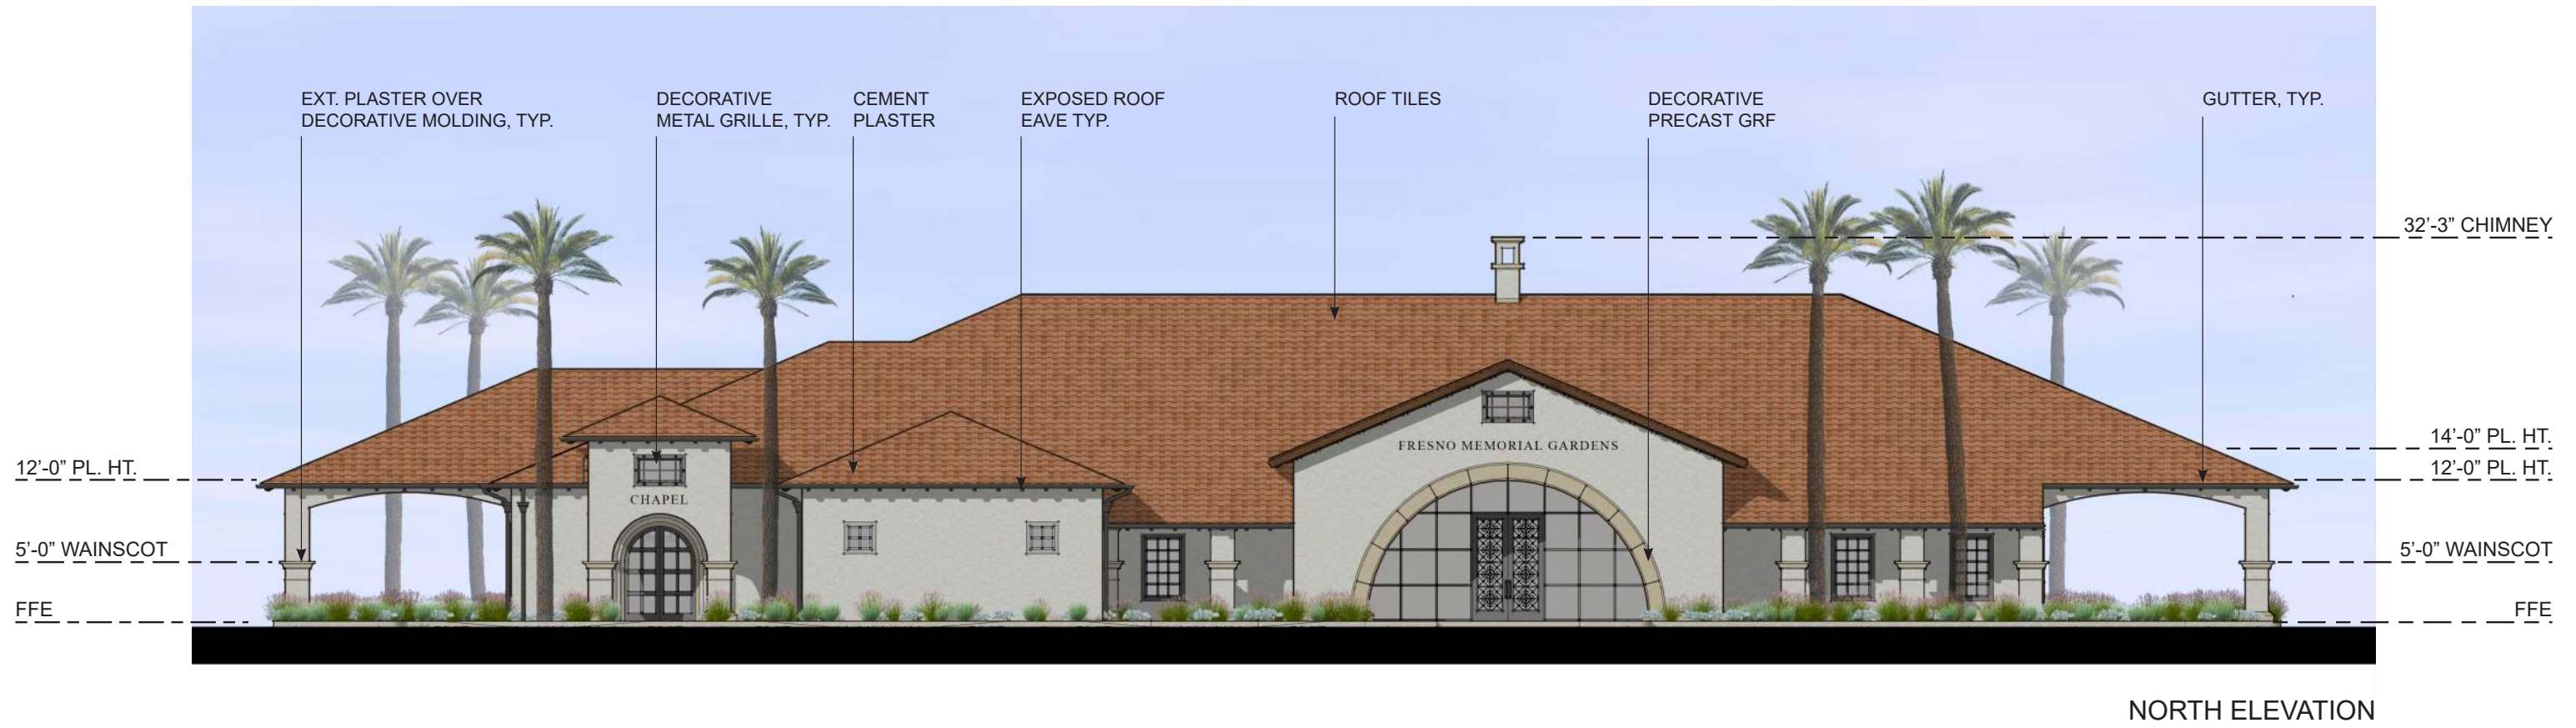 EXT. PLASTER OVER
DECORATIVE MOLDING, TYP.
DECORATIVE
METAL GRILLE, TYP.
CEMENT
PLASTER
EXPOSED ROOF
EAVE TYP.
ROOF TILES
DECORATIVE
PRECAST GRF
GUTTER, TYP.
32'-3" CHIMNEY
14'-0" PL. HT.
12'-0" PL. HT.
12'-0" PL. HT.
FRESNO MEMORIAL GARDENS
CHAPEL
5'-0" WAINSCOT
5'-0" WAINSCOT
FFE
FFE
NORTH ELEVATION